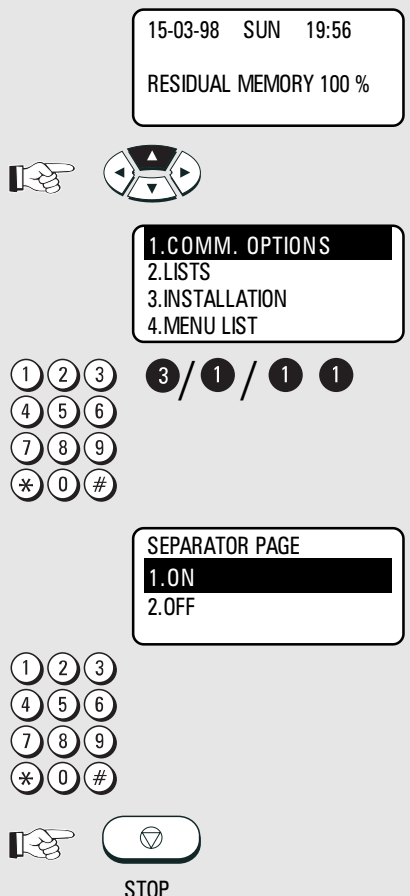 15-03-98 SUN 19:56
RESIDUAL MEMORY 100 %
1.COMM. OPTIONS
2.LISTS
3.INSTALLATION
4.MENU LIST
1 2 3
4 5 6
7 8 9
* 0 #
3 / 1 / 1 1
SEPARATOR PAGE
1.ON
2.OFF
1 2 3
4 5 6
7 8 9
* 0 #
STOP